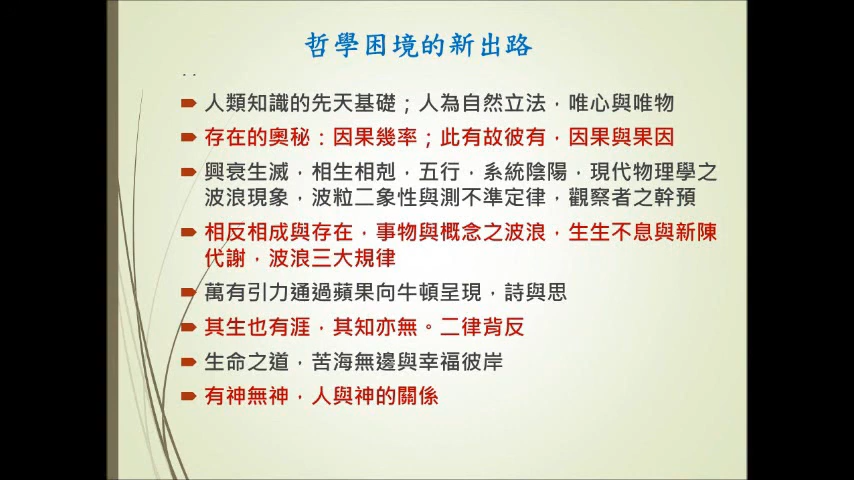 哲學困境的新出路
人類知識的先天基礎；人為自然立法，唯心與唯物
存在的奧秘：因果幾率；此有故彼有，因果與果因
興衰生滅，相生相剋，五行，系統陰陽，現代物理學之
波浪現象，波粒二象性與測不準定律，觀察者之幹預
相反相成與存在，事物與概念之波浪，生生不息與新陳
代謝，波浪三大規律
萬有引力通過蘋果向牛頓呈現，詩與思
其生也有涯，其知亦無。二律背反
生命之道，苦海無邊與幸福彼岸
有神無神，人與神的關係